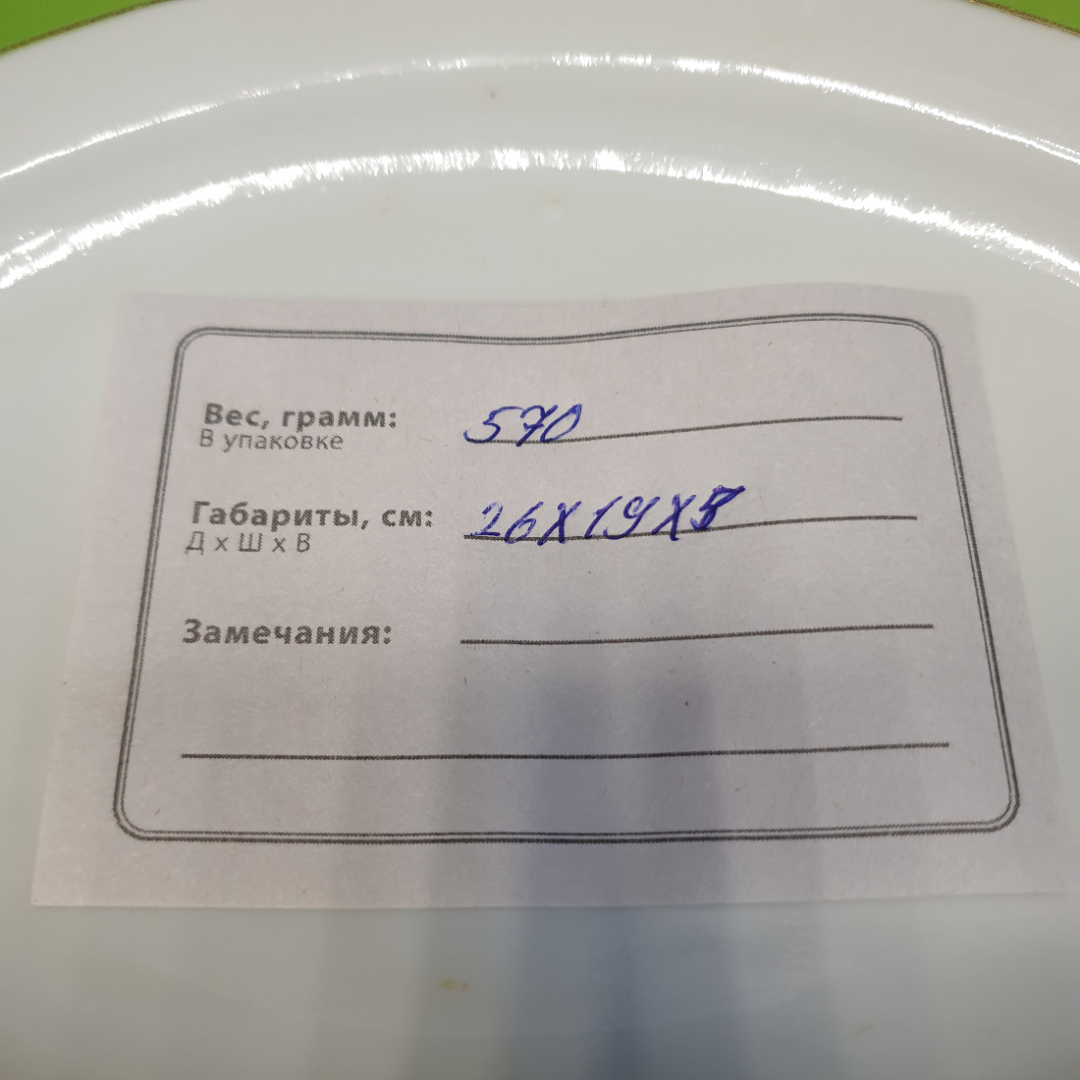 Вес, грамм: 570
В упаковке
Габариты, см: 26х19х
Д х Ш х В
Замечания: